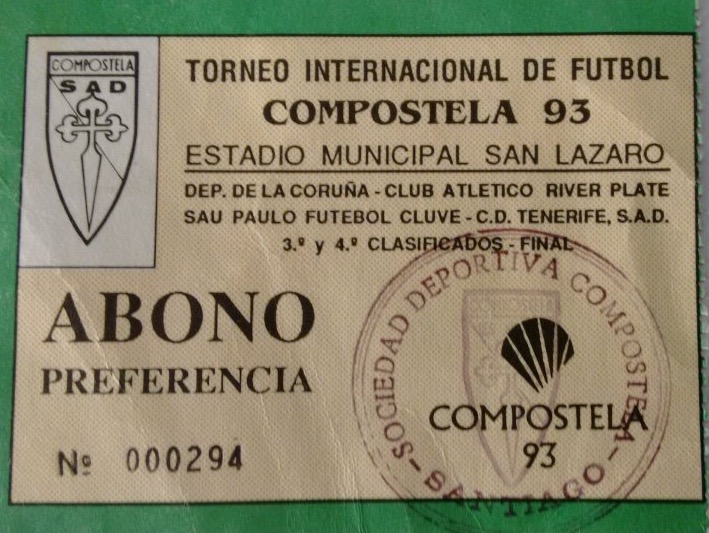 COMPOSTELA
SAD
TORNEO INTERNACIONAL DE FUTBOL
COMPOSTELA 93
ESTADIO MUNICIPAL SAN LAZARO
DEP. DE LA CORUÑA - CLUB ATLETICO RIVER PLATE
SAU PAULO FUTEBOL CLUVE - C.D. TENERIFE, S.A.D.
3.º y 4.º CLASIFICADOS - FINAL
ABONO
PREFERENCIA
Nº 000294
SOCIEDAD DEPORTIVA COMPOSTELA
- SANTIAGO -
COMPOSTELA
COMPOSTELA
93